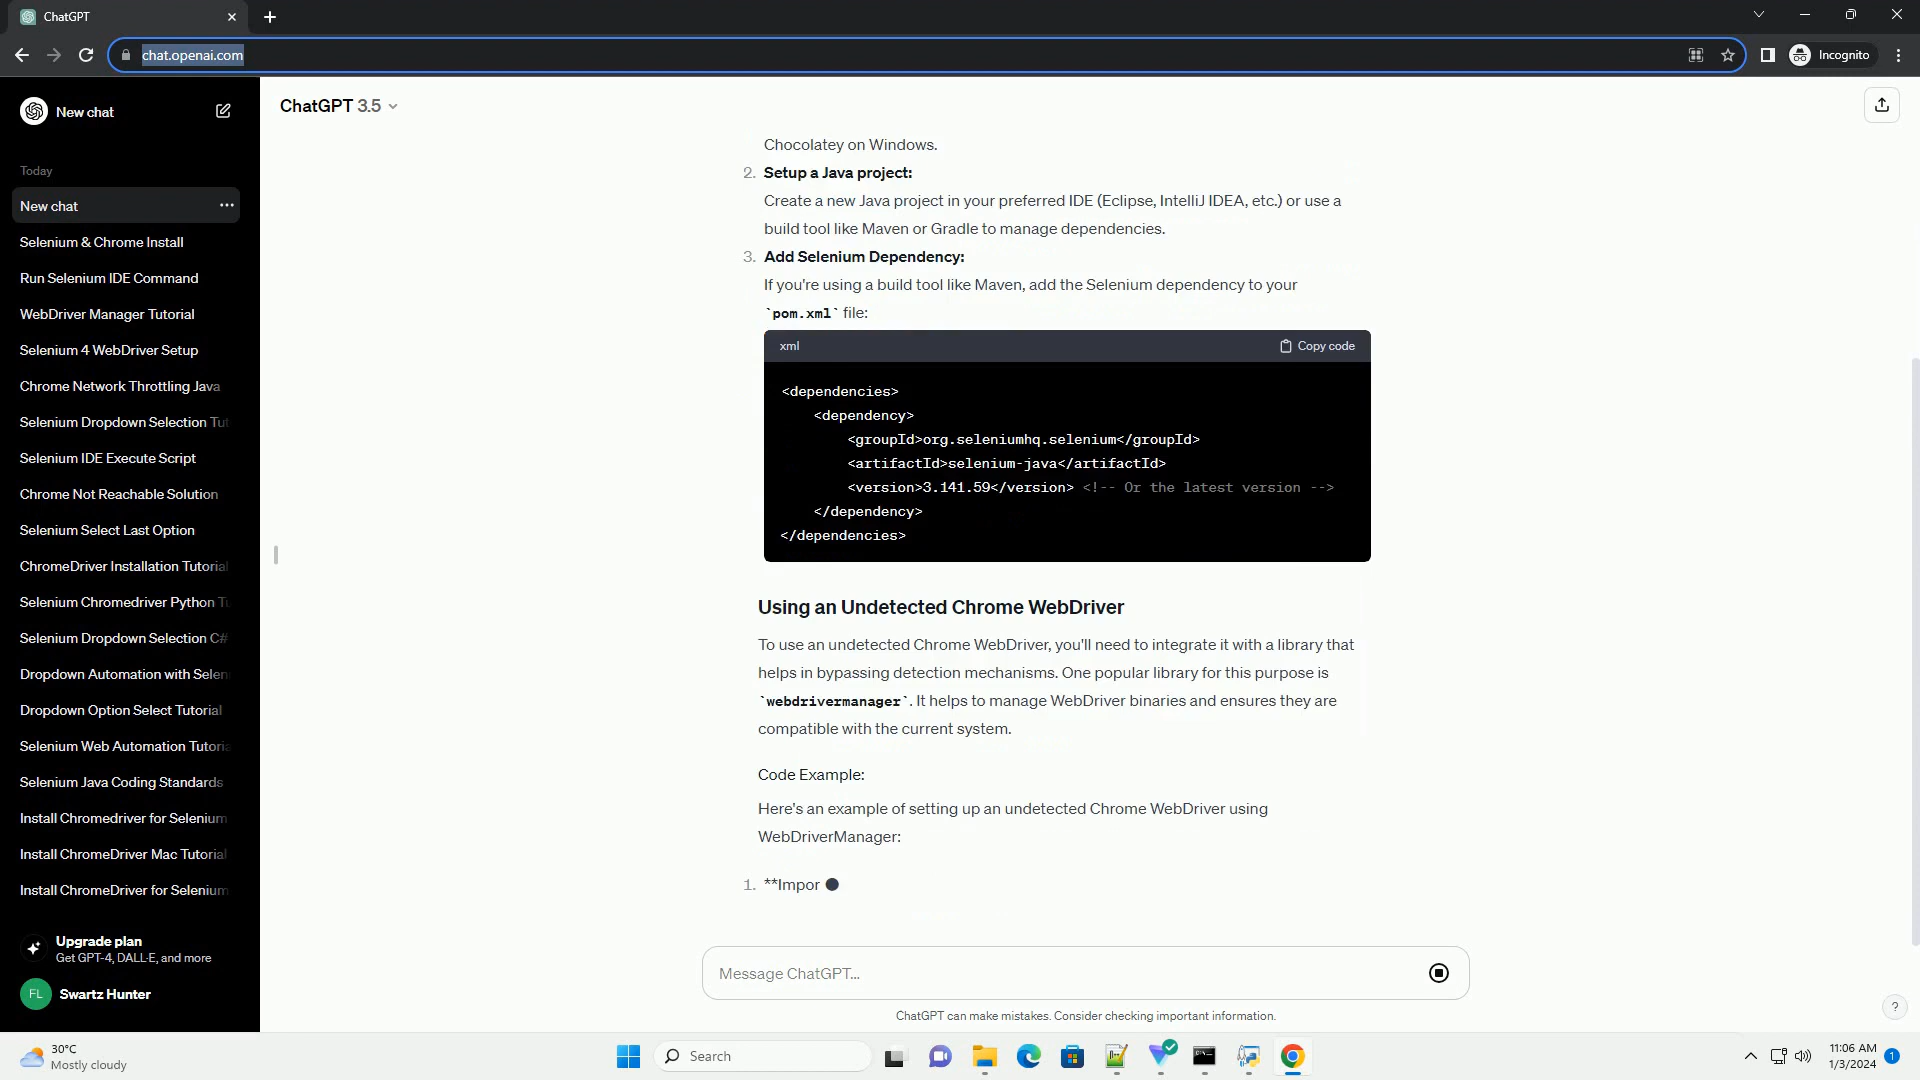 ChatGPT
chat.openai.com
Incognito
New chat
Today
New chat
Selenium & Chrome Install
Run Selenium IDE Command
WebDriver Manager Tutorial
Selenium 4 WebDriver Setup
Chrome Network Throttling Java
Selenium Dropdown Selection Tut
Selenium IDE Execute Script
Chrome Not Reachable Solution
Selenium Select Last Option
ChromeDriver Installation Tutorial
Selenium Chromedriver Python Tu
Selenium Dropdown Selection C#
Dropdown Automation with Selen
Dropdown Option Select Tutorial
Selenium Web Automation Tutoria
Selenium Java Coding Standards
Install Chromedriver for Selenium
Install ChromeDriver Mac Tutorial
Install ChromeDriver for Selenium
Upgrade plan
Get GPT-4, DALL·E, and more
FL Swartz Hunter
ChatGPT 3.5
Chocolatey on Windows.
2. Setup a Java project:
Create a new Java project in your preferred IDE (Eclipse, IntelliJ IDEA, etc.) or use a
build tool like Maven or Gradle to manage dependencies.
3. Add Selenium Dependency:
If you're using a build tool like Maven, add the Selenium dependency to your
`pom.xml` file:
xml Copy code
<dependencies>
<dependency>
<groupId>org.seleniumhq.selenium</groupId>
<artifactId>selenium-java</artifactId>
<version>3.141.59</version> <!-- Or the latest version -->
</dependency>
</dependencies>
Using an Undetected Chrome WebDriver
To use an undetected Chrome WebDriver, you'll need to integrate it with a library that
helps in bypassing detection mechanisms. One popular library for this purpose is
`webdrivermanager`. It helps to manage WebDriver binaries and ensures they are
compatible with the current system.
Code Example:
Here's an example of setting up an undetected Chrome WebDriver using
WebDriverManager:
1. **Impor
Message ChatGPT...
ChatGPT can make mistakes. Consider checking important information.
?
30°C
Mostly cloudy
Search
11:06 AM
1/3/2024
1